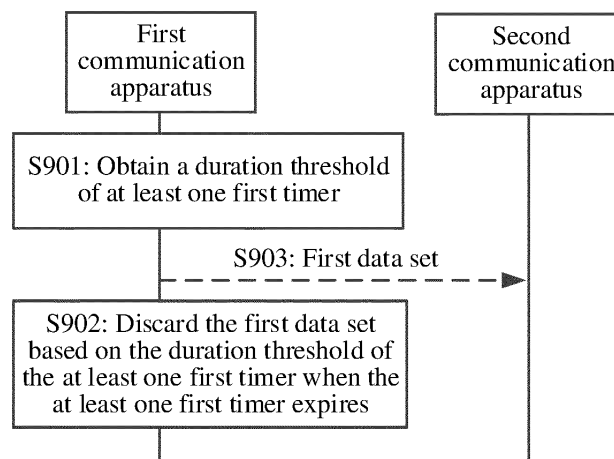 First
communication
apparatus
Second
communication
apparatus
S901: Obtain a duration threshold
of at least one first timer
S903: First data set
S902: Discard the first data set
based on the duration threshold of
the at least one first timer when the
at least one first timer expires